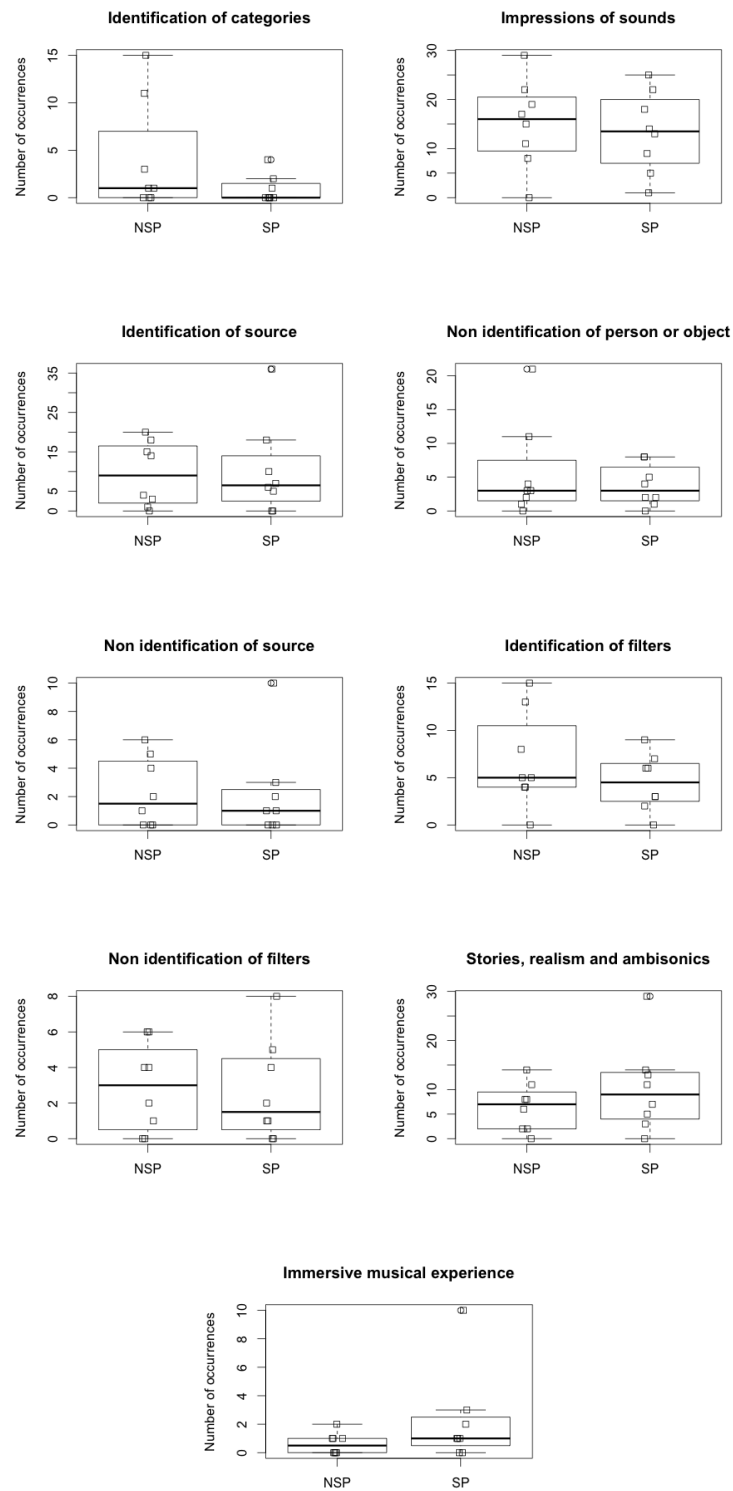 Identification of categories
Number of occurrences
15
10
5
0
NSP
SP
Impressions of sounds
Number of occurrences
30
20
10
5
0
NSP
SP
Identification of source
Number of occurrences
35
25
15
5
0
NSP
SP
Non identification of person or object
Number of occurrences
20
15
10
5
0
NSP
SP
Non identification of source
Number of occurrences
10
8
6
4
2
0
NSP
SP
Identification of filters
Number of occurrences
15
10
5
0
NSP
SP
Non identification of filters
Number of occurrences
8
6
4
2
0
NSP
SP
Stories, realism and ambisonics
Number of occurrences
30
20
10
5
0
NSP
SP
Immersive musical experience
Number of occurrences
10
8
6
4
2
0
NSP
SP